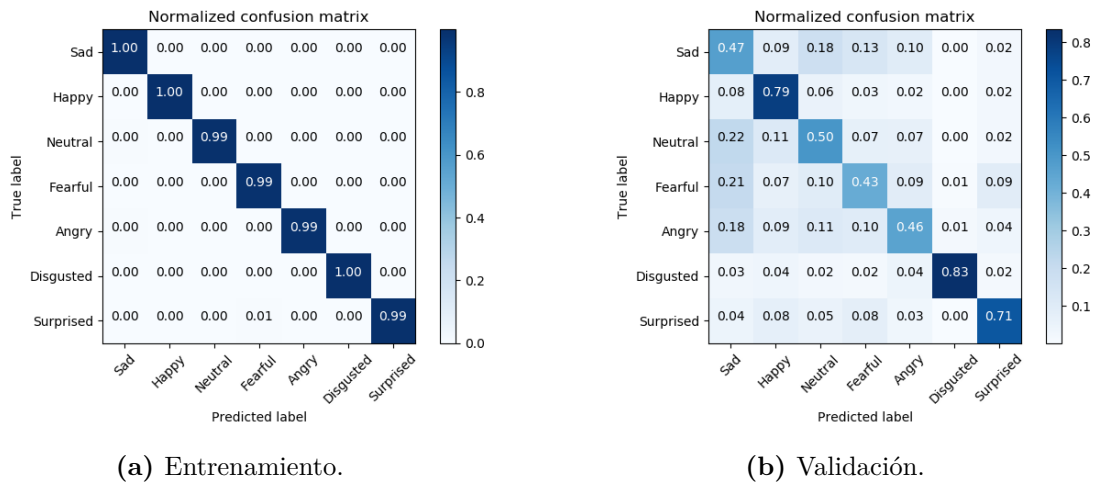 Normalized confusion matrix
True label
Sad 1.00 0.00 0.00 0.00 0.00 0.00 0.00
Happy 0.00 1.00 0.00 0.00 0.00 0.00 0.00
Neutral 0.00 0.00 0.99 0.00 0.00 0.00 0.00
Fearful 0.00 0.00 0.00 0.99 0.00 0.00 0.00
Angry 0.00 0.00 0.00 0.00 0.99 0.00 0.00
Disgusted 0.00 0.00 0.00 0.00 0.00 1.00 0.00
Surprised 0.00 0.00 0.00 0.01 0.00 0.00 0.99
Sad Happy Neutral Fearful Angry Disgusted Surprised
Predicted label
0.8
0.6
0.4
0.2
0.0
(a) Entrenamiento.
Normalized confusion matrix
True label
Sad 0.47 0.09 0.18 0.13 0.10 0.00 0.02
Happy 0.08 0.79 0.06 0.03 0.02 0.00 0.02
Neutral 0.22 0.11 0.50 0.07 0.07 0.00 0.02
Fearful 0.21 0.07 0.10 0.43 0.09 0.01 0.09
Angry 0.18 0.09 0.11 0.10 0.46 0.01 0.04
Disgusted 0.03 0.04 0.02 0.02 0.04 0.83 0.02
Surprised 0.04 0.08 0.05 0.08 0.03 0.00 0.71
Sad Happy Neutral Fearful Angry Disgusted Surprised
Predicted label
0.8
0.7
0.6
0.5
0.4
0.3
0.2
0.1
(b) Validación.